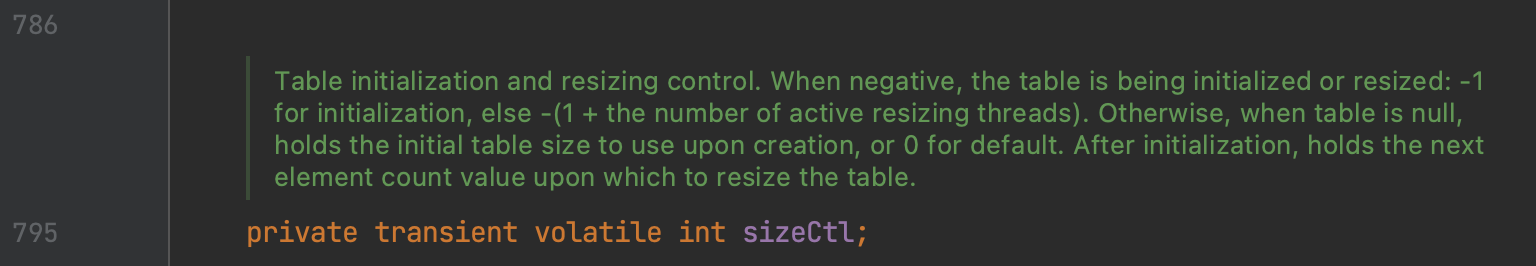 786
Table initialization and resizing control. When negative, the table is being initialized or resized: -1
for initialization, else -(1 + the number of active resizing threads). Otherwise, when table is null,
holds the initial table size to use upon creation, or 0 for default. After initialization, holds the next
element count value upon which to resize the table.
795 private transient volatile int sizeCtl;